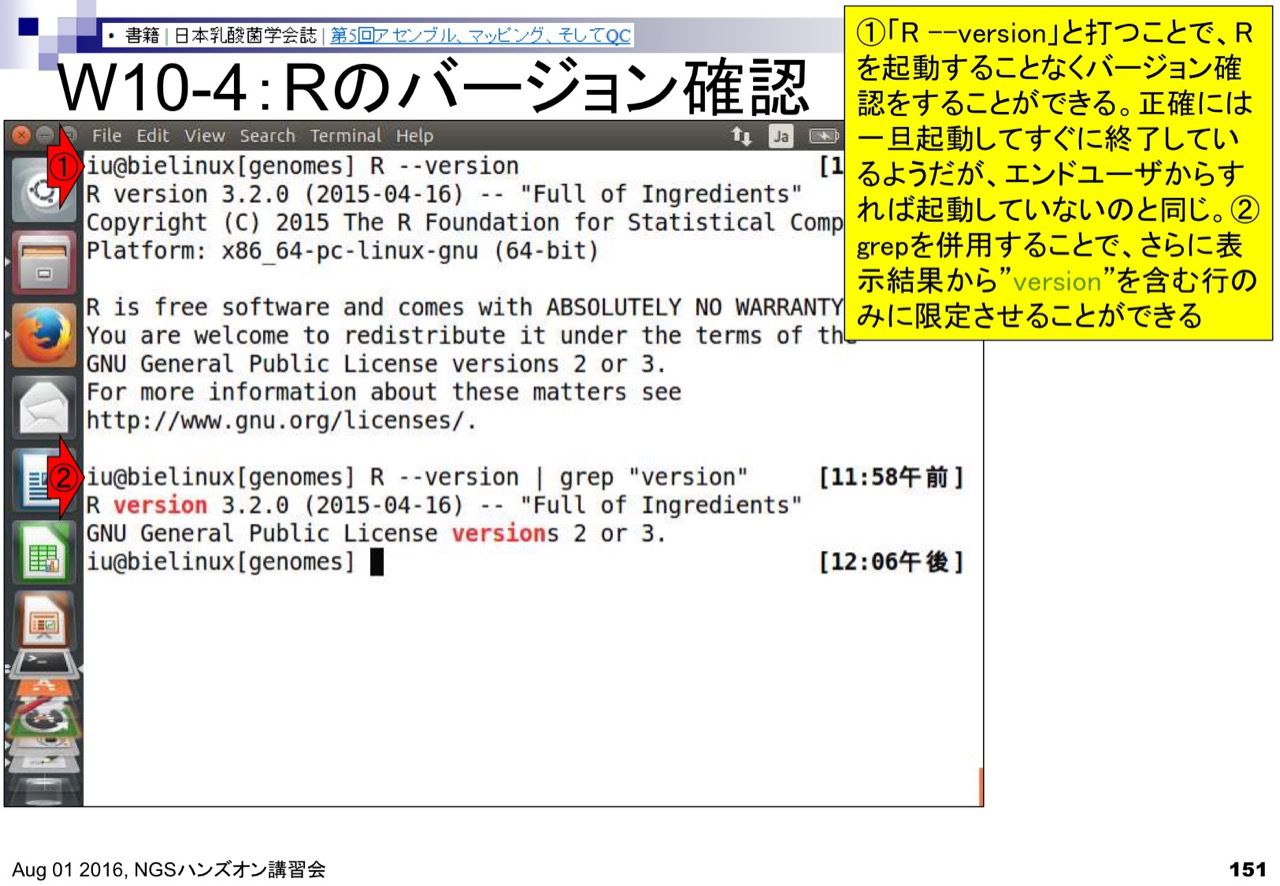 • 書籍 | 日本乳酸菌学会誌 | 第5回アセンブル、マッピング、そしてQC
W10-4：Rのバージョン確認
①「R --version」と打つことで、R
を起動することなくバージョン確
認をすることができる。正確には
一旦起動してすぐに終了してい
るようだが、エンドユーザからす
れば起動していないのと同じ。②
grepを併用することで、さらに表
示結果から”version”を含む行の
みに限定させることができる
File Edit View Search Terminal Help Ja
① iu@bielinux[genomes] R --version [1
R version 3.2.0 (2015-04-16) -- "Full of Ingredients"
Copyright (C) 2015 The R Foundation for Statistical Comp
Platform: x86_64-pc-linux-gnu (64-bit)
R is free software and comes with ABSOLUTELY NO WARRANTY
You are welcome to redistribute it under the terms of the
GNU General Public License versions 2 or 3.
For more information about these matters see
http://www.gnu.org/licenses/.
② iu@bielinux[genomes] R --version | grep "version" [11:58午前]
R version 3.2.0 (2015-04-16) -- "Full of Ingredients"
GNU General Public License versions 2 or 3.
iu@bielinux[genomes] [12:06午後]
Aug 01 2016, NGSハンズオン講習会
151